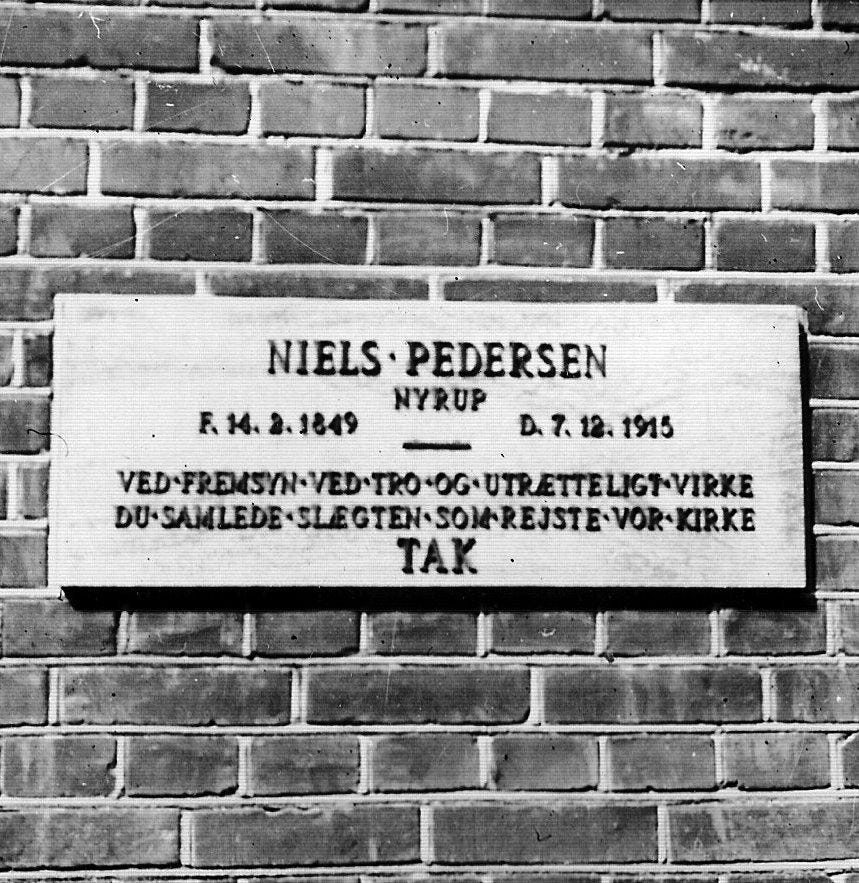 NIELS·PEDERSEN
NYRUP
F. 14. 2. 1849 D. 7. 12. 1915
VED·FREMSYN·VED·TRO·OG·UTRÆTTELIGT·VIRKE
DU·SAMLEDE·SLÆGTEN·SOM·REJSTE·VOR·KIRKE
TAK